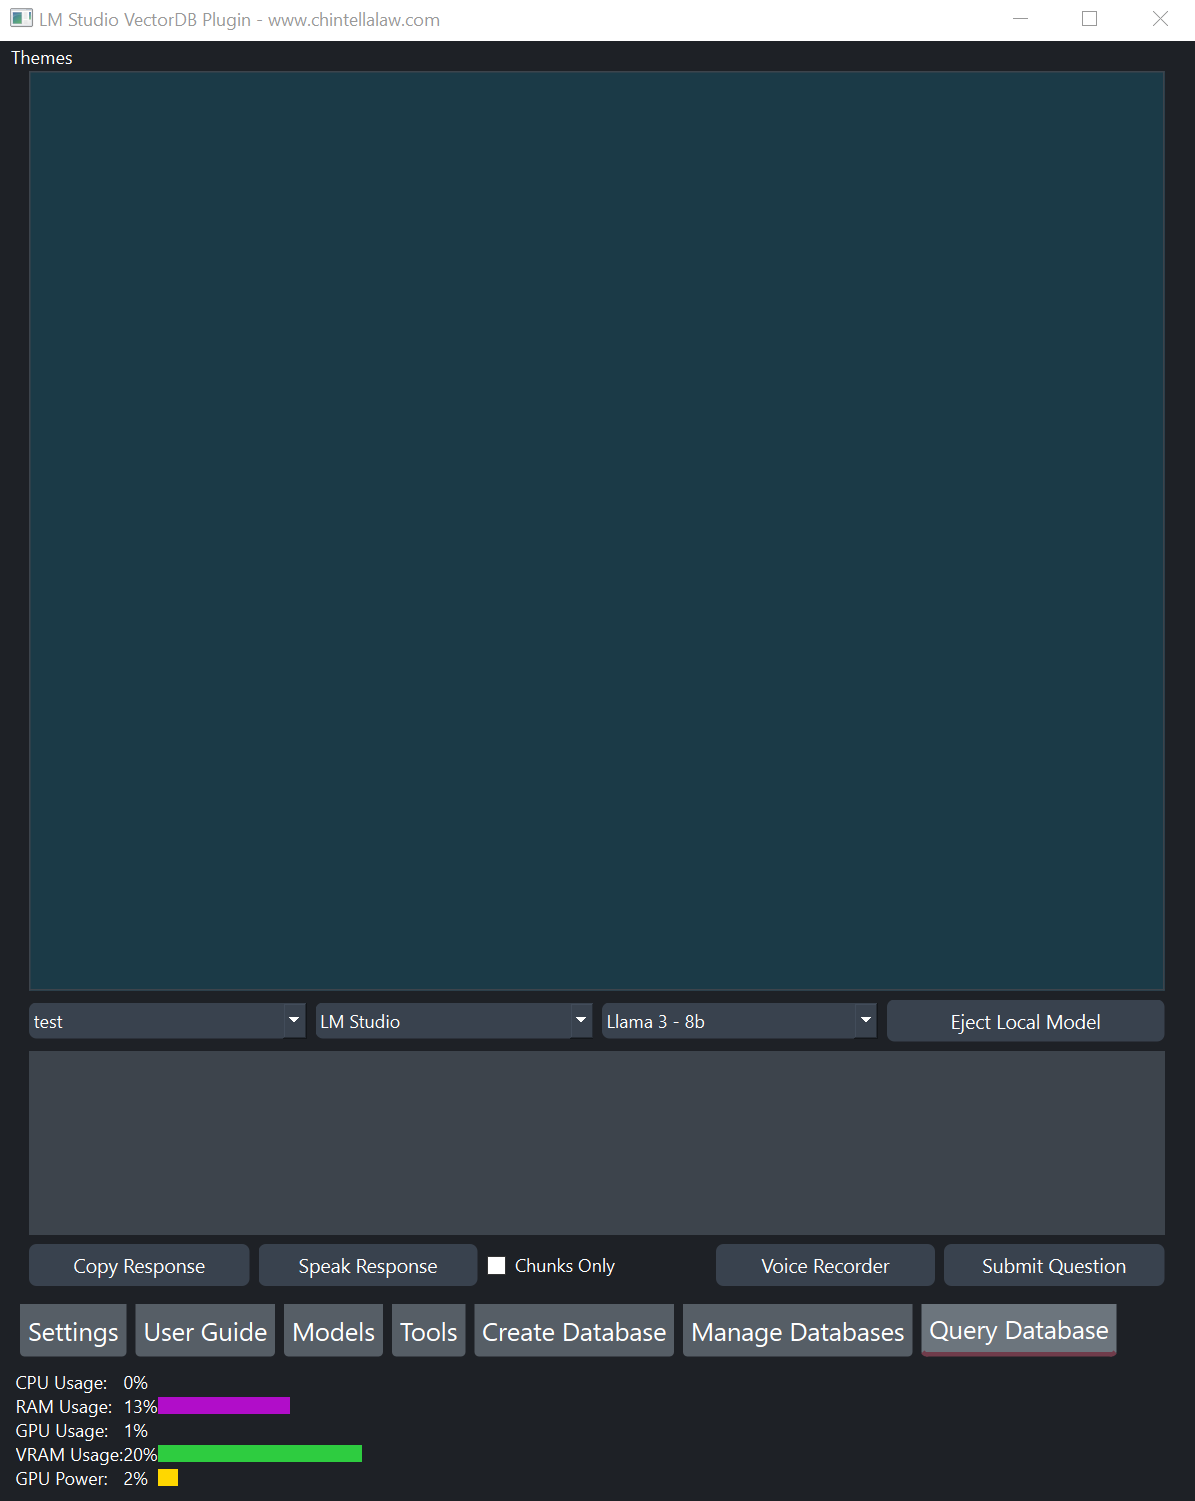 LM Studio VectorDB Plugin - www.chintellalaw.com
Themes
test LM Studio Llama 3 - 8b Eject Local Model
Copy Response Speak Response Chunks Only Voice Recorder Submit Question
Settings User Guide Models Tools Create Database Manage Databases Query Database
CPU Usage: 0%
RAM Usage: 13%
GPU Usage: 1%
VRAM Usage:20%
GPU Power: 2%